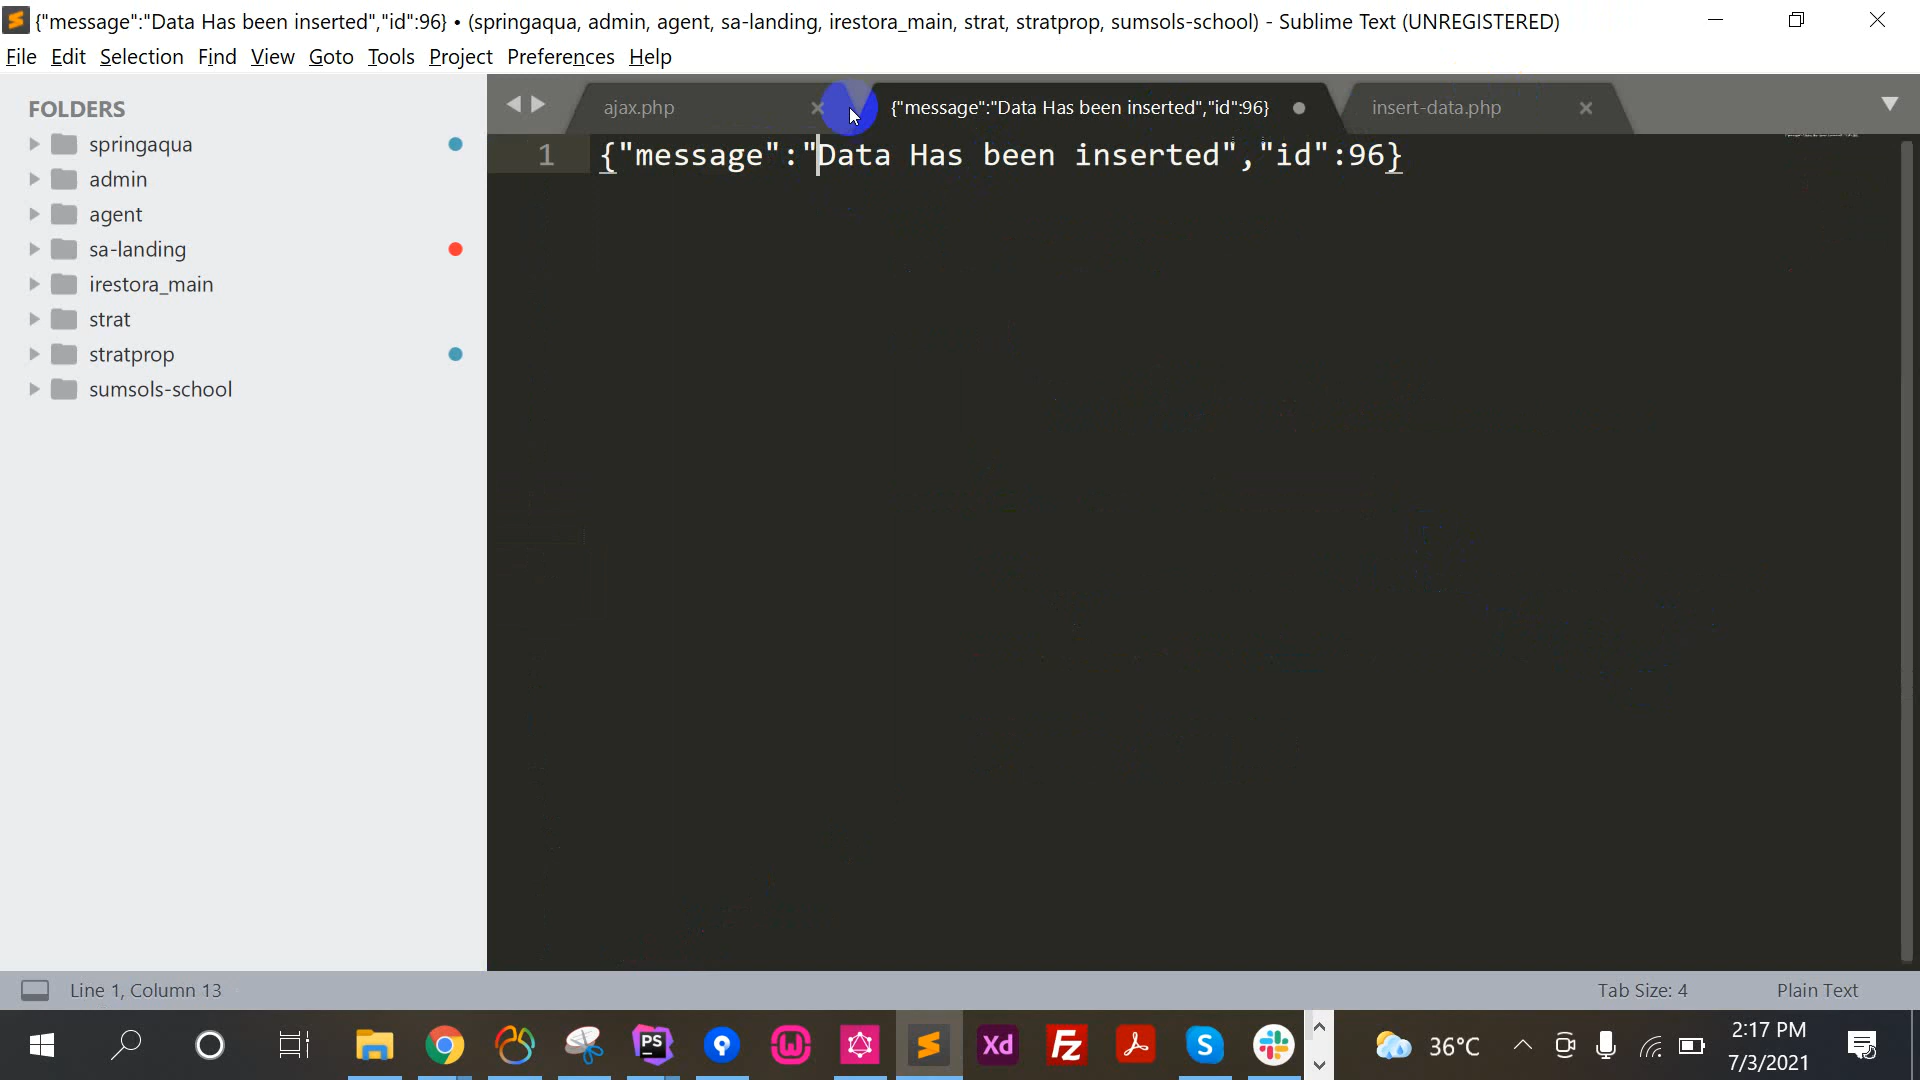 {"message":"Data Has been inserted","id":96} • (springaqua, admin, agent, sa-landing, irestora_main, strat, stratprop, sumsols-school) - Sublime Text (UNREGISTERED)
File Edit Selection Find View Goto Tools Project Preferences Help
FOLDERS
springaqua
admin
agent
sa-landing
irestora_main
strat
stratprop
sumsols-school
ajax.php {"message":"Data Has been inserted","id":96} insert-data.php
1 {"message":"Data Has been inserted","id":96}
Line 1, Column 13 Tab Size: 4 Plain Text
PS Xd Fz S 36°C 2:17 PM
7/3/2021